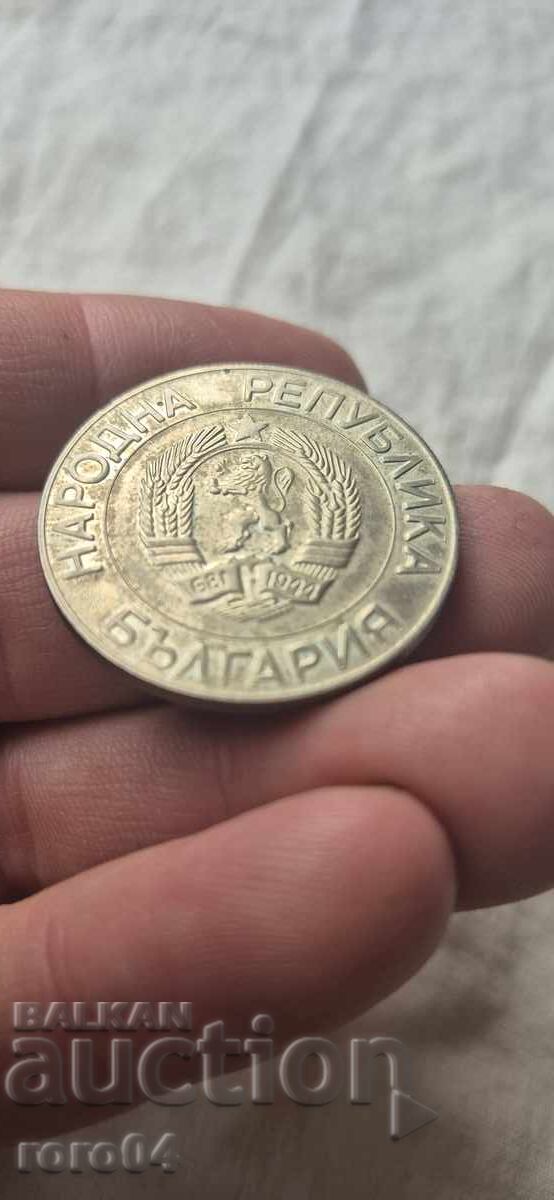 НАРОДНА РЕПУБЛИКА
БЪЛГАРИЯ
681 1944
BALKAN
auction
roro04